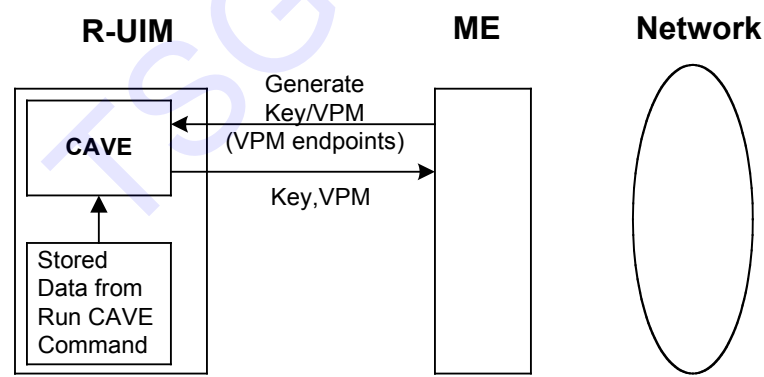 R-UIM
ME
Network
Generate
Key/VPM
(VPM endpoints)
CAVE
Key,VPM
Stored
Data from
Run CAVE
Command
TSG